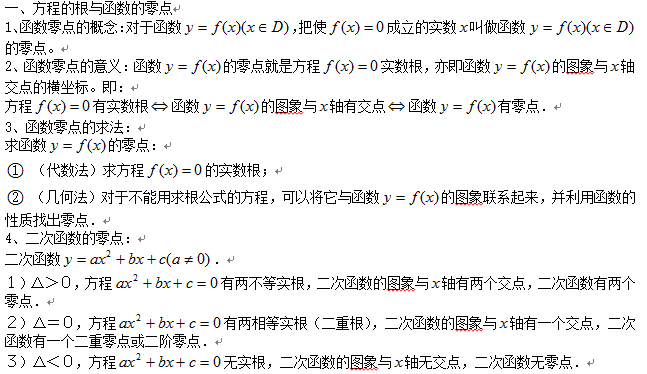 一、方程的根与函数的零点
1、函数零点的概念：对于函数 y = f(x)(x∈D)，把使 f(x) = 0 成立的实数 x 叫做函数 y = f(x)(x∈D)
的零点。
2、函数零点的意义：函数 y = f(x) 的零点就是方程 f(x) = 0 实数根，亦即函数 y = f(x) 的图象与 x 轴
交点的横坐标。即：
方程 f(x) = 0 有实数根⇔函数 y = f(x) 的图象与 x 轴有交点⇔函数 y = f(x) 有零点．
3、函数零点的求法：
求函数 y = f(x) 的零点：
① （代数法）求方程 f(x) = 0 的实数根；
② （几何法）对于不能用求根公式的方程，可以将它与函数 y = f(x) 的图象联系起来，并利用函数的
性质找出零点．
4、二次函数的零点：
二次函数 y = ax² + bx + c(a ≠ 0)．
１）△＞０，方程 ax² + bx + c = 0 有两不等实根，二次函数的图象与 x 轴有两个交点，二次函数有两个
零点．
２）△＝０，方程 ax² + bx + c = 0 有两相等实根（二重根），二次函数的图象与 x 轴有一个交点，二次
函数有一个二重零点或二阶零点．
３）△＜０，方程 ax² + bx + c = 0 无实根，二次函数的图象与 x 轴无交点，二次函数无零点．